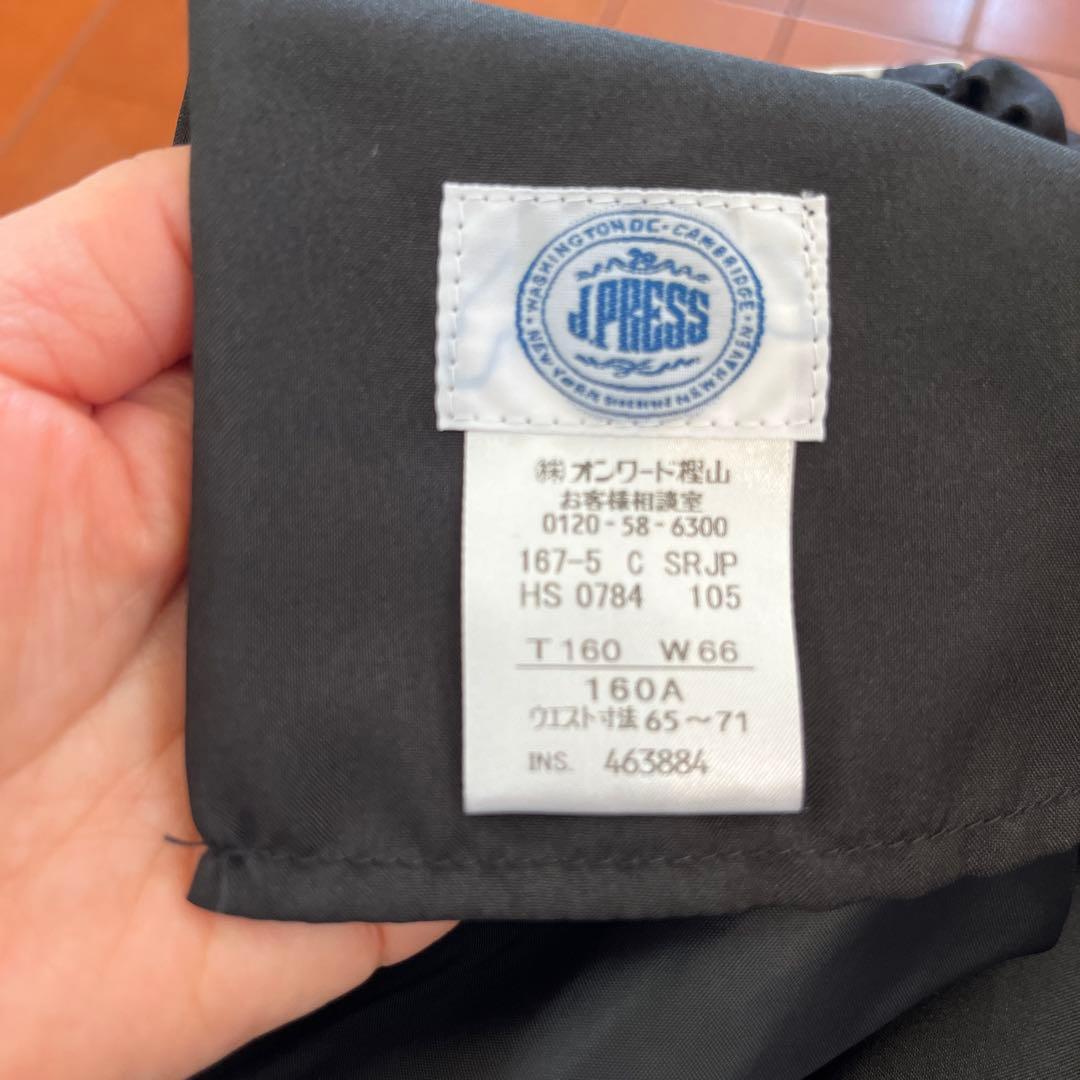 WASHINGTON DC · CAMBRIDGE · NEW HAVEN
J.PRESS
㈱オンワード樫山
お客様相談室
0120-58-6300
167-5 C SRJP
HS 0784 105
T160 W66
160A
ウエスト寸法 65~71
INS. 463884